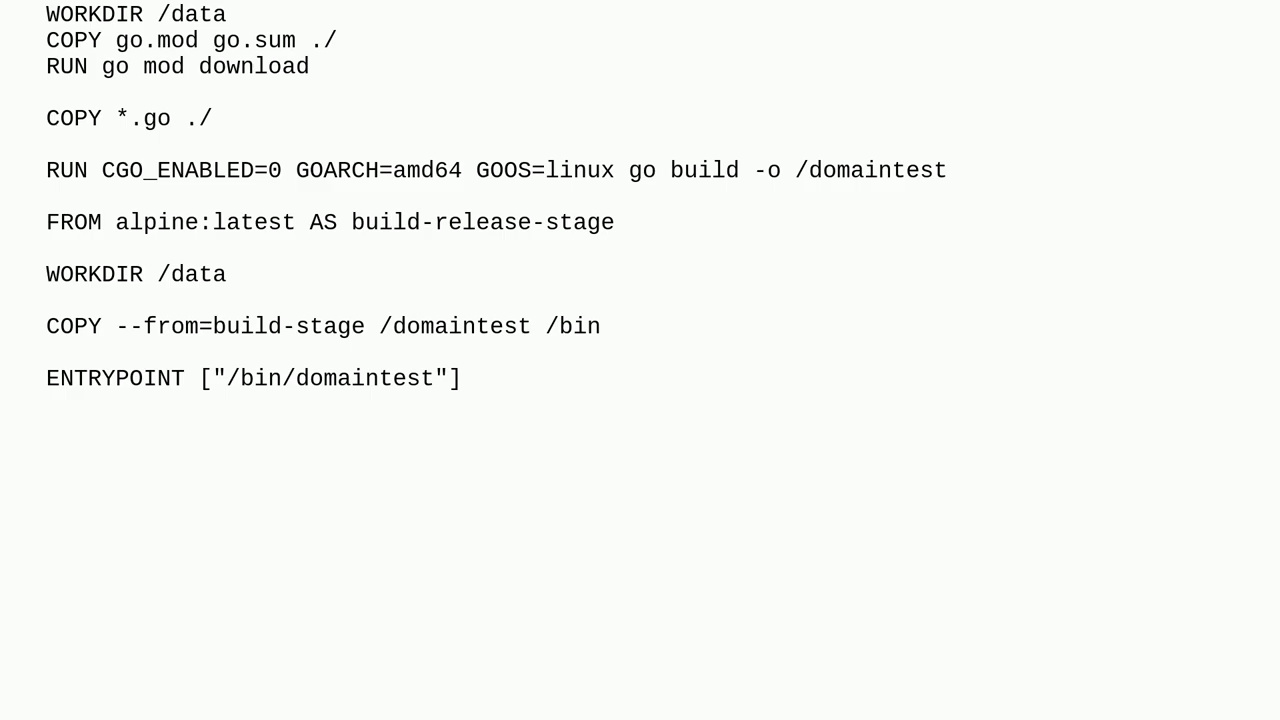 WORKDIR /data
COPY go.mod go.sum ./
RUN go mod download
COPY *.go ./
RUN CGO_ENABLED=0 GOARCH=amd64 GOOS=linux go build -o /domaintest
FROM alpine:latest AS build-release-stage
WORKDIR /data
COPY --from=build-stage /domaintest /bin
ENTRYPOINT ["/bin/domaintest"]